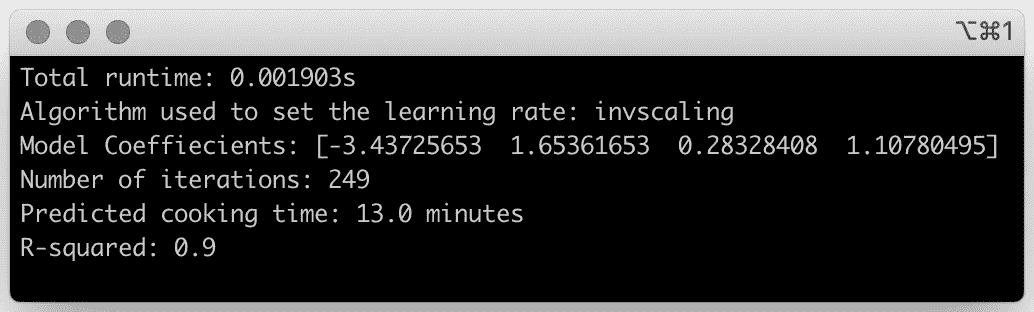 ⌥⌘1
Total runtime: 0.001903s
Algorithm used to set the learning rate: invscaling
Model Coeffiecients: [-3.43725653  1.65361653  0.28328408  1.10780495]
Number of iterations: 249
Predicted cooking time: 13.0 minutes
R-squared: 0.9